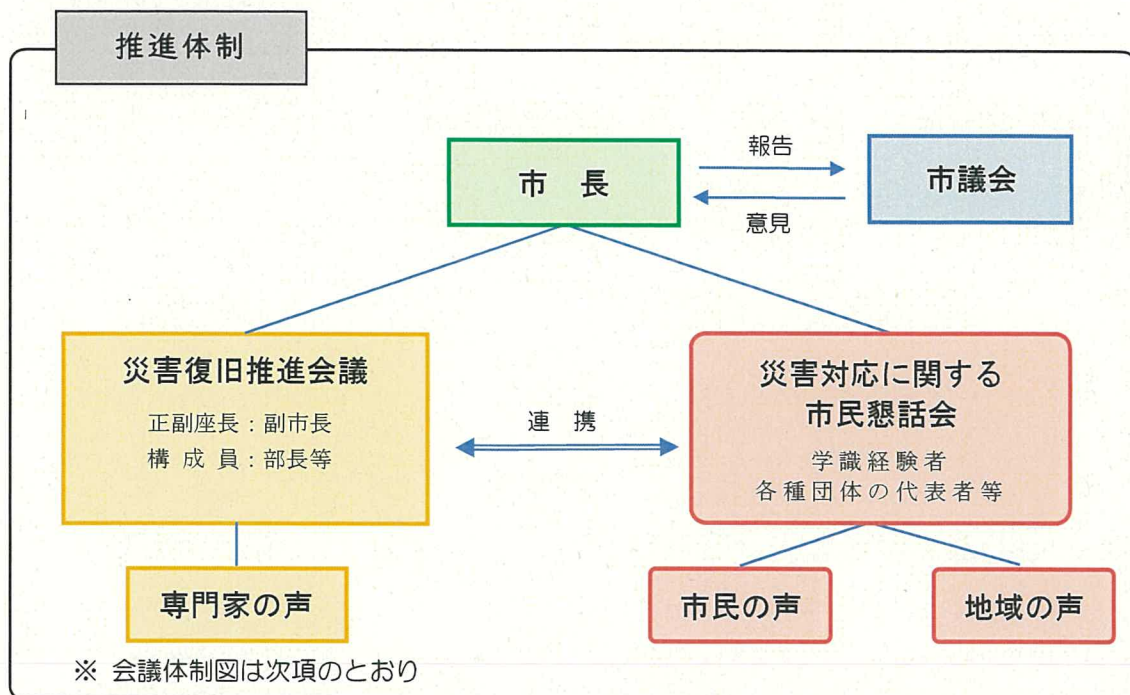 推進体制
市 長
報告
意見
市議会
災害復旧推進会議
正副座長：副市長
構 成 員：部長等
連 携
災害対応に関する
市民懇話会
学識経験者
各種団体の代表者等
専門家の声
市民の声
地域の声
※ 会議体制図は次項のとおり